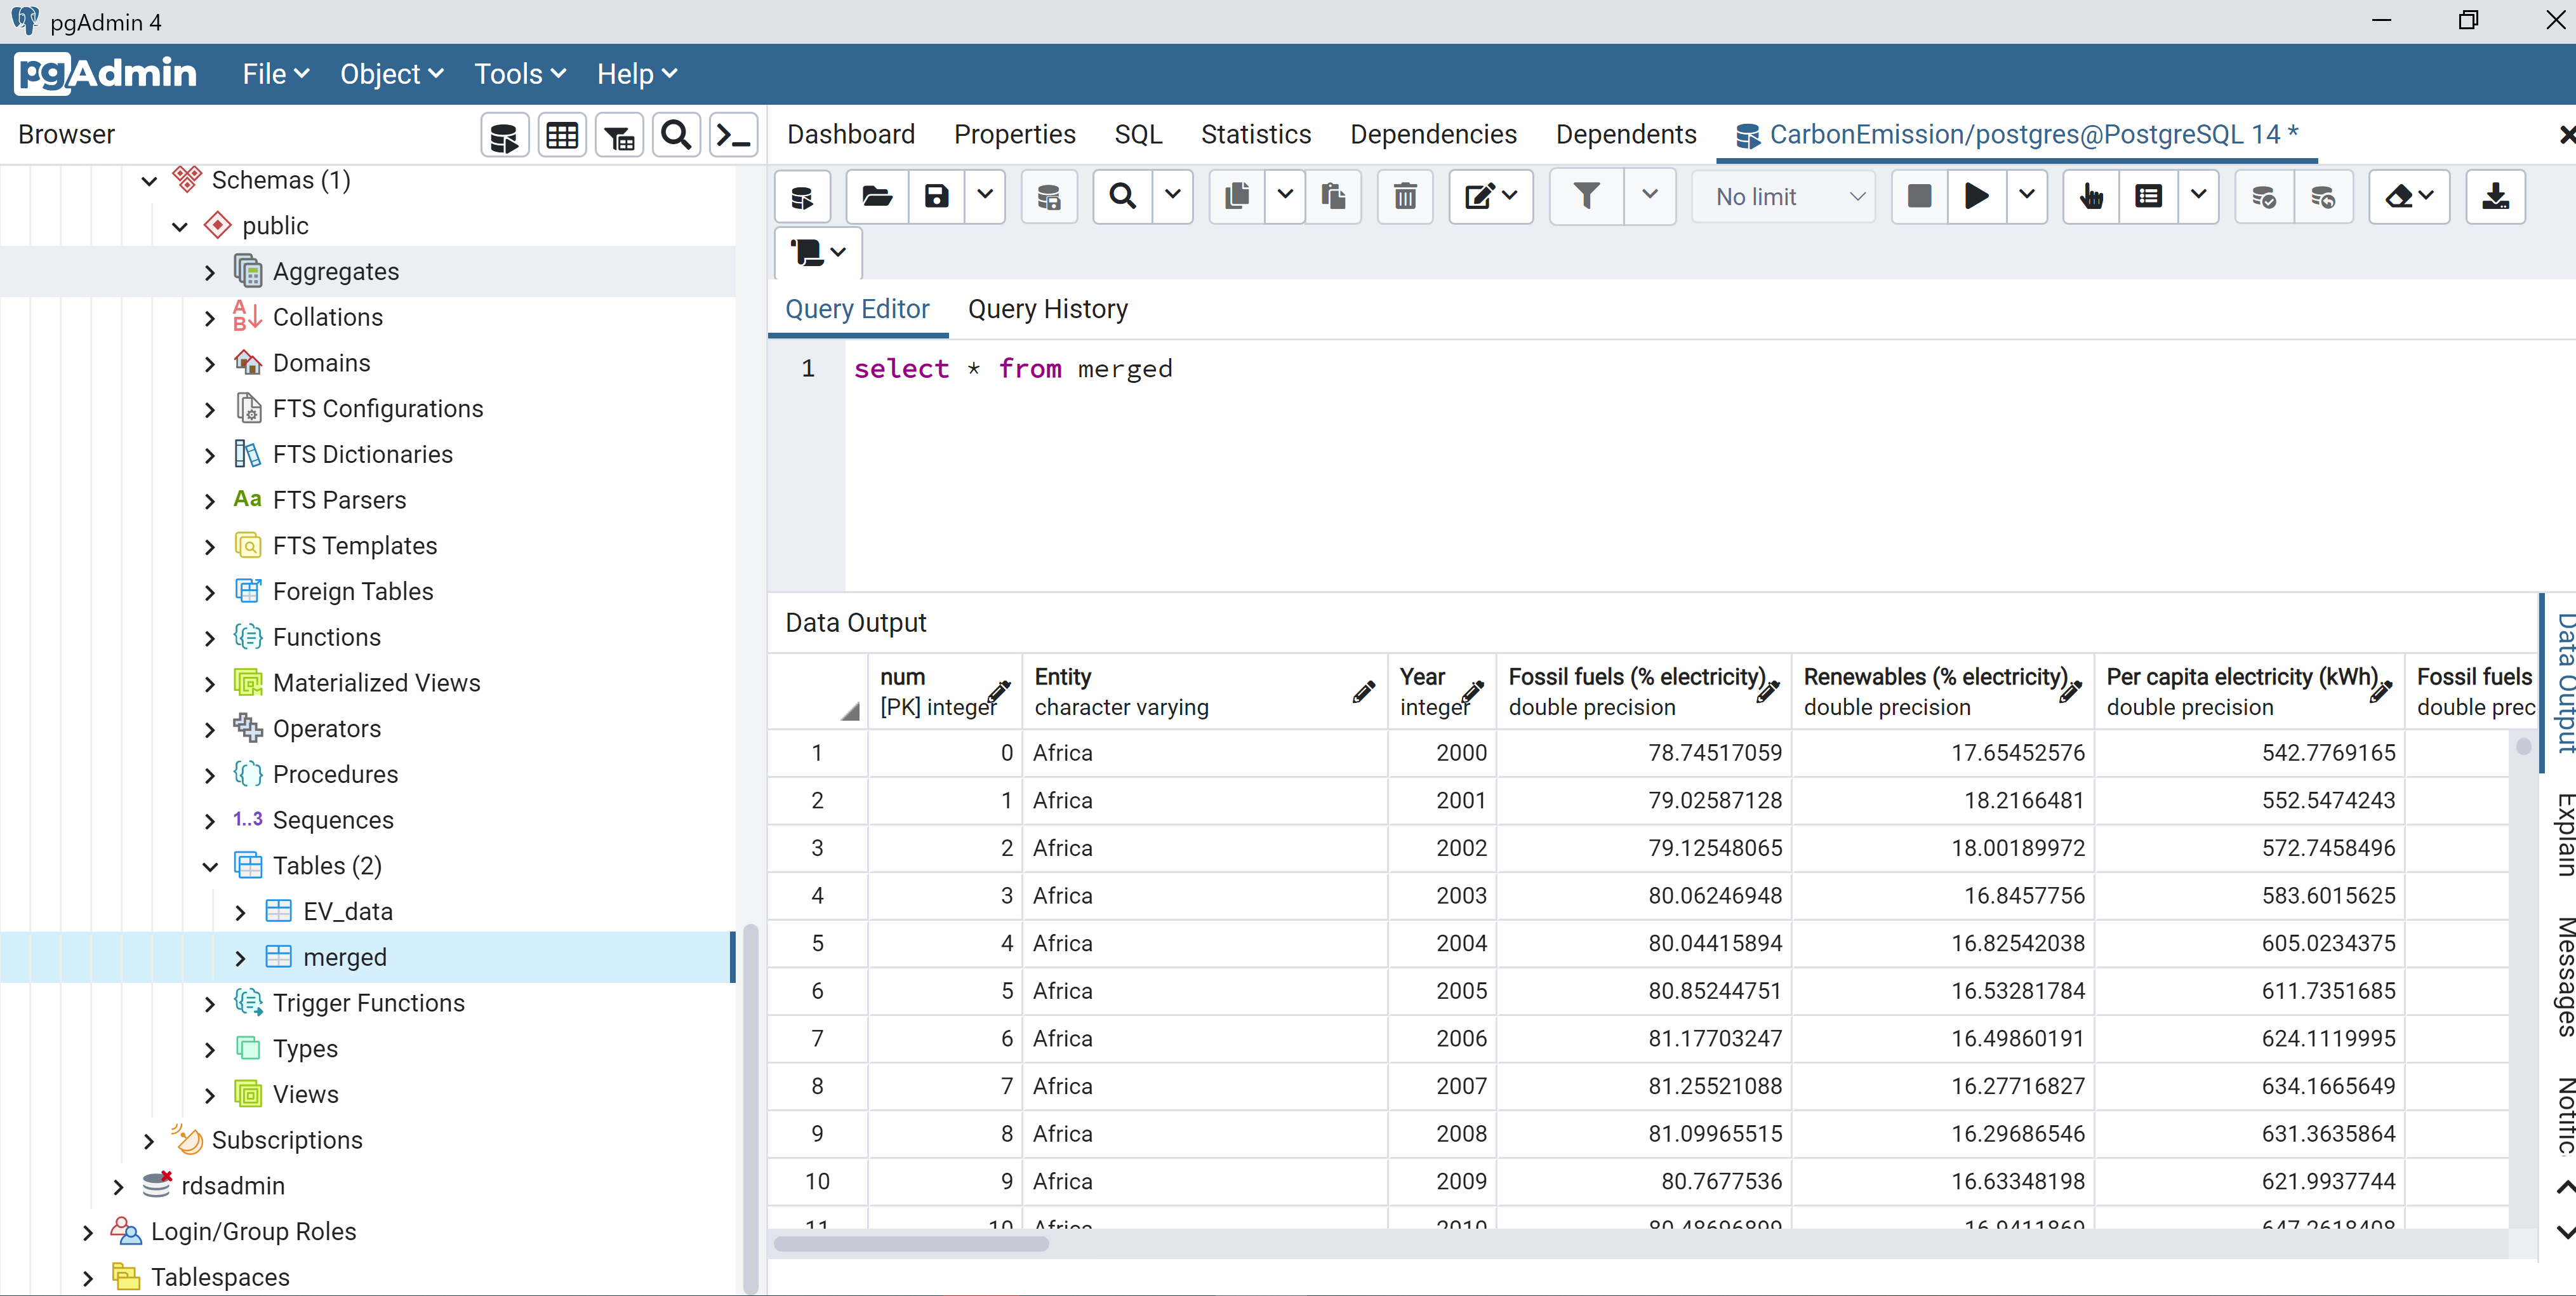 pgAdmin 4
pgAdmin File Object Tools Help
Browser
Dashboard Properties SQL Statistics Dependencies Dependents CarbonEmission/postgres@PostgreSQL 14 *
Schemas (1)
public
Aggregates
Collations
Domains
FTS Configurations
FTS Dictionaries
Aa FTS Parsers
FTS Templates
Foreign Tables
Functions
Materialized Views
Operators
Procedures
1..3 Sequences
Tables (2)
EV_data
merged
Trigger Functions
Types
Views
Subscriptions
rdsadmin
Login/Group Roles
Tablespaces
No limit
Query Editor Query History
1 select * from merged
Data Output
num Entity Year Fossil fuels (% electricity) Renewables (% electricity) Per capita electricity (kWh) Fossil fuels
[PK] integer character varying integer double precision double precision double precision double prec
1 0 Africa 2000 78.74517059 17.65452576 542.7769165
2 1 Africa 2001 79.02587128 18.2166481 552.5474243
3 2 Africa 2002 79.12548065 18.00189972 572.7458496
4 3 Africa 2003 80.06246948 16.8457756 583.6015625
5 4 Africa 2004 80.04415894 16.82542038 605.0234375
6 5 Africa 2005 80.85244751 16.53281784 611.7351685
7 6 Africa 2006 81.17703247 16.49860191 624.1119995
8 7 Africa 2007 81.25521088 16.27716827 634.1665649
9 8 Africa 2008 81.09965515 16.29686546 631.3635864
10 9 Africa 2009 80.7677536 16.63348198 621.9937744
11 10 Africa 2010 80.48696899 16.9411869 647.2618408
Data Output
Explain
Messages
Notific